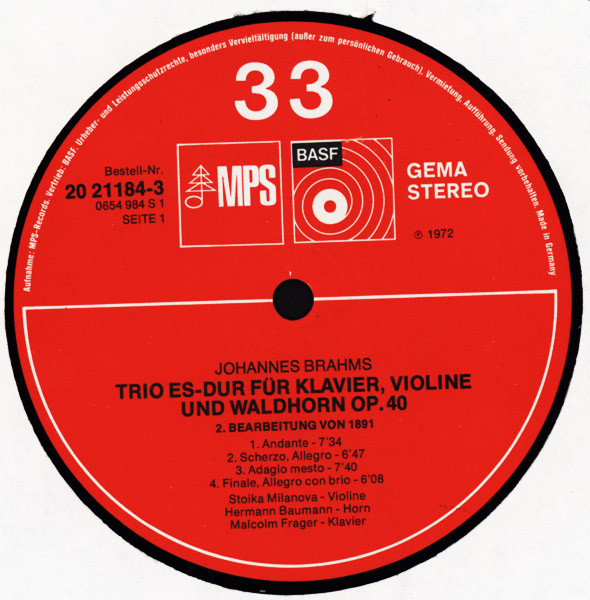 Aufnahme: MPS-Records. Vertrieb: BASF. Urheber- und Leistungsschutzrechte, besonders Vervielfältigung (außer zum persönlichen Gebrauch), Vermietung, Aufführung, Sendung vorbehalten. Made in Germany
33
Bestell-Nr.
20 21184-3
0654 984 S 1
SEITE 1
MPS
BASF
GEMA
STEREO
℗ 1972
JOHANNES BRAHMS
TRIO ES-DUR FÜR KLAVIER, VIOLINE
UND WALDHORN OP. 40
2. BEARBEITUNG VON 1891
1. Andante - 7'34
2. Scherzo, Allegro - 6'47
3. Adagio mesto - 7'40
4. Finale, Allegro con brio - 6'08
Stoika Milanova - Violine
Hermann Baumann - Horn
Malcolm Frager - Klavier